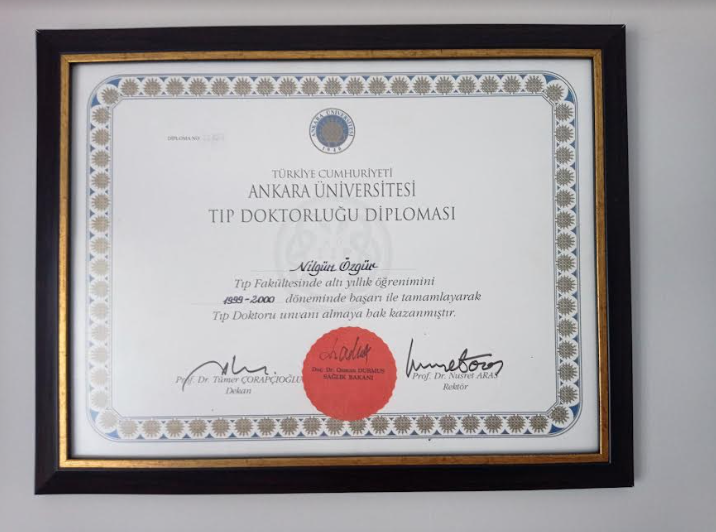 ANKARA ÜNİVERSİTESİ
1946
DİPLOMA NO:
TÜRKİYE CUMHURİYETİ
ANKARA ÜNİVERSİTESİ
TIP DOKTORLUĞU DİPLOMASI
Nilgün Özgür
Tıp Fakültesinde altı yıllık öğrenimini
1999-2000 döneminde başarı ile tamamlayarak
Tıp Doktoru unvanı almaya hak kazanmıştır.
Prof. Dr. Tümer ÇORAPÇIOĞLU
Dekan
Prof. Dr. Osman DURMUŞ
SAĞLIK BAKANI
Prof. Dr. Nusret ARAS
Rektör